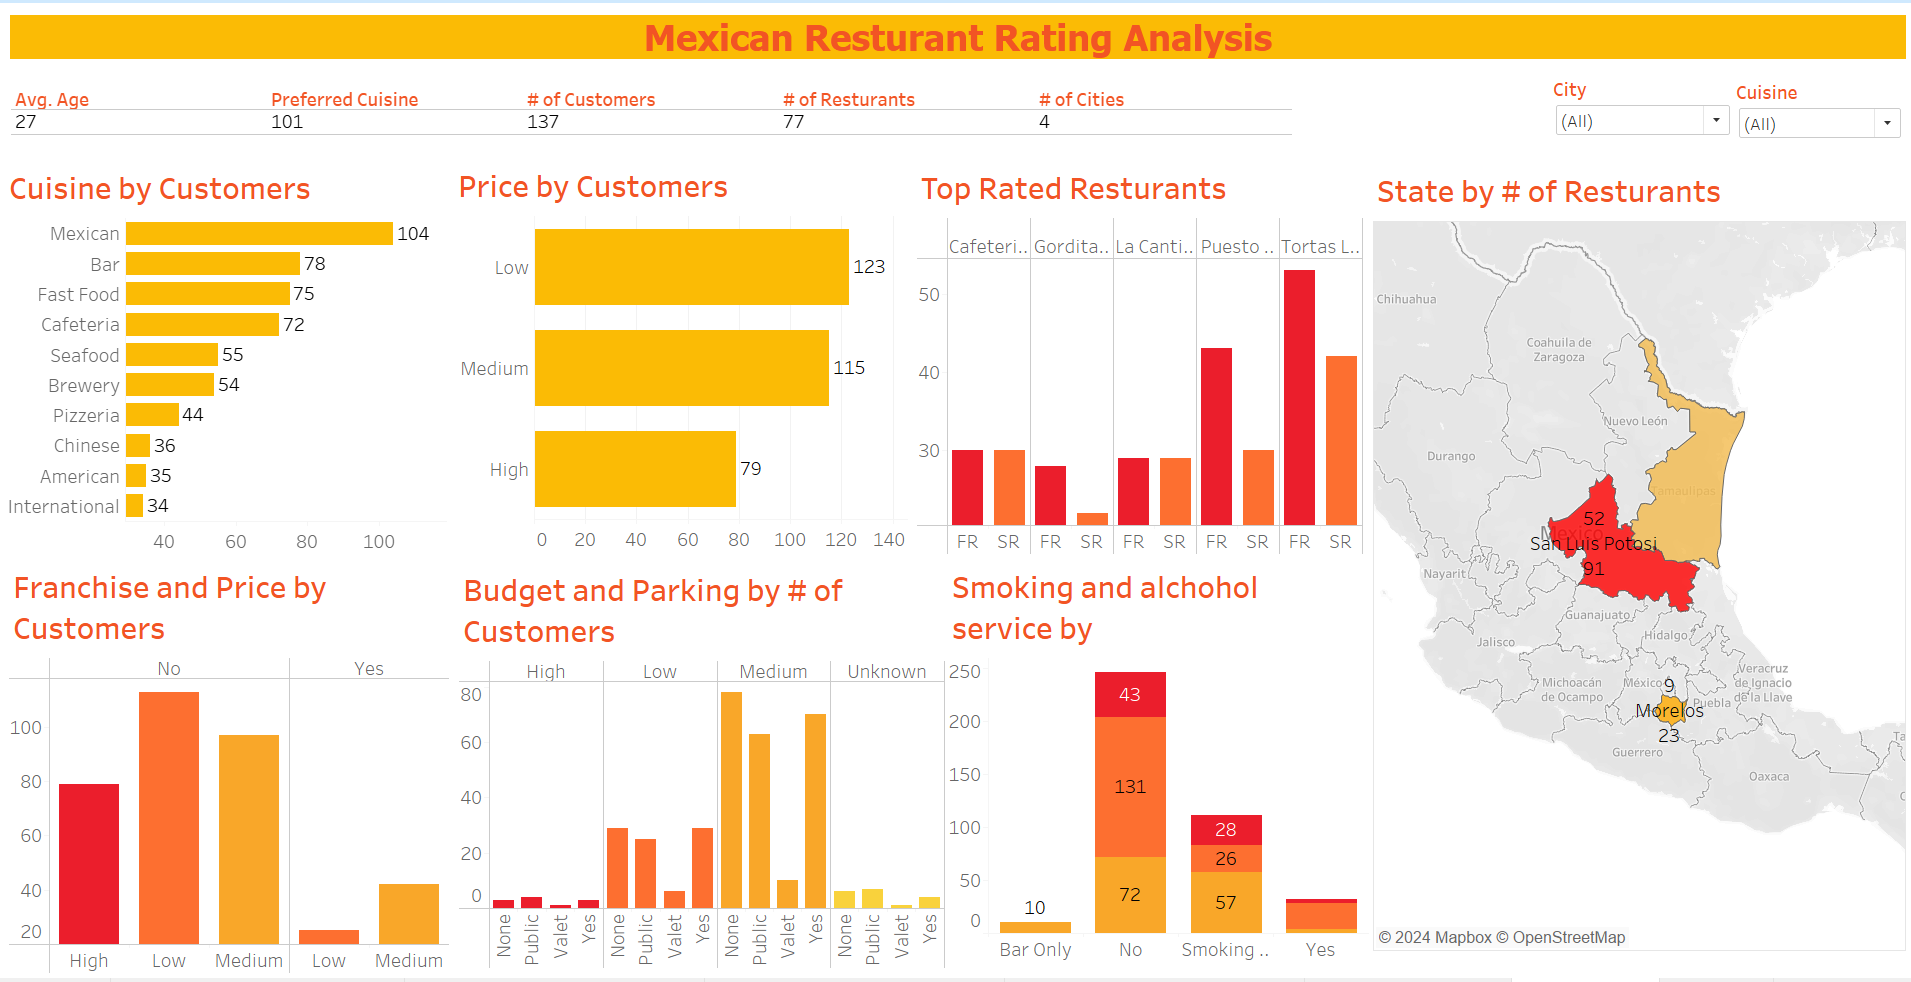 Mexican Resturant Rating Analysis
Avg. Age
Preferred Cuisine
# of Customers
# of Resturants
# of Cities
27
101
137
77
4
City
(All)
Cuisine
(All)
Cuisine by Customers
Mexican
104
Bar
78
Fast Food
75
Cafeteria
72
Seafood
55
Brewery
54
Pizzeria
44
Chinese
36
American
35
International
34
40
60
80
100
Price by Customers
Low
123
Medium
115
High
79
0
20
40
60
80
100
120
140
Top Rated Resturants
Cafeteri..
Gordita..
La Canti..
Puesto ..
Tortas L..
50
40
30
FR
SR
FR
SR
FR
SR
FR
SR
FR
SR
State by # of Resturants
Chihuahua
Coahuila de
Zaragoza
Nuevo León
Durango
Tamaulipas
52
Mexico
San Luis Potosi
91
Nayarit
Guanajuato
Jalisco
Hidalgo
Michoacán
de Ocampo
México
9
Veracruz
de Ignacio
de la Llave
Puebla
Morelos
23
Guerrero
Oaxaca
Ta
C
© 2024 Mapbox © OpenStreetMap
Franchise and Price by
Customers
No
Yes
100
80
60
40
20
High
Low
Medium
Low
Medium
Budget and Parking by # of
Customers
High
Low
Medium
Unknown
80
60
40
20
0
None
Public
Valet
Yes
None
Public
Valet
Yes
None
Public
Valet
Yes
None
Public
Valet
Yes
Smoking and alchohol
service by
250
200
150
100
50
0
10
43
131
72
28
26
57
Bar Only
No
Smoking ..
Yes